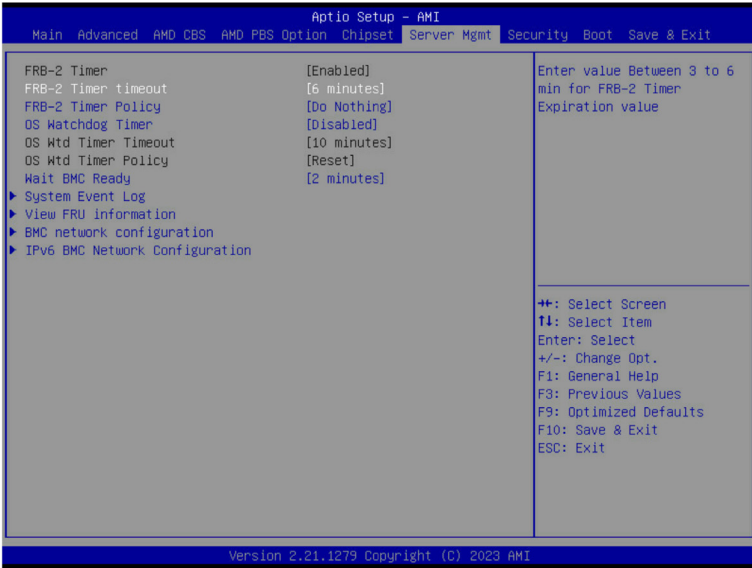 Aptio Setup - AMI
Main Advanced AMD CBS AMD PBS Option Chipset Server Mgmt Security Boot Save & Exit
FRB-2 Timer [Enabled]
FRB-2 Timer timeout [6 minutes]
FRB-2 Timer Policy [Do Nothing]
OS Watchdog Timer [Disabled]
OS Wtd Timer Timeout [10 minutes]
OS Wtd Timer Policy [Reset]
Wait BMC Ready [2 minutes]
System Event Log
View FRU information
BMC network configuration
IPv6 BMC Network Configuration
Enter value Between 3 to 6
min for FRB-2 Timer
Expiration value
→←: Select Screen
↑↓: Select Item
Enter: Select
+/-: Change Opt.
F1: General Help
F3: Previous Values
F9: Optimized Defaults
F10: Save & Exit
ESC: Exit
Version 2.21.1279 Copyright (C) 2023 AMI